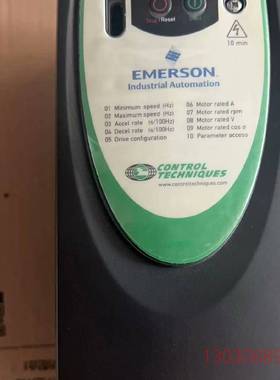 Stop/Reset
10 min
EMERSON
Industrial Automation
01 Minimum speed (Hz)
02 Maximum speed (Hz)
03 Accel rate (s/100Hz)
04 Decel rate (s/100Hz)
05 Drive configuration
06 Motor rated A
07 Motor rated rpm
08 Motor rated V
09 Motor rated cos ø
10 Parameter access
CONTROL
TECHNIQUES
www.controltechniques.com